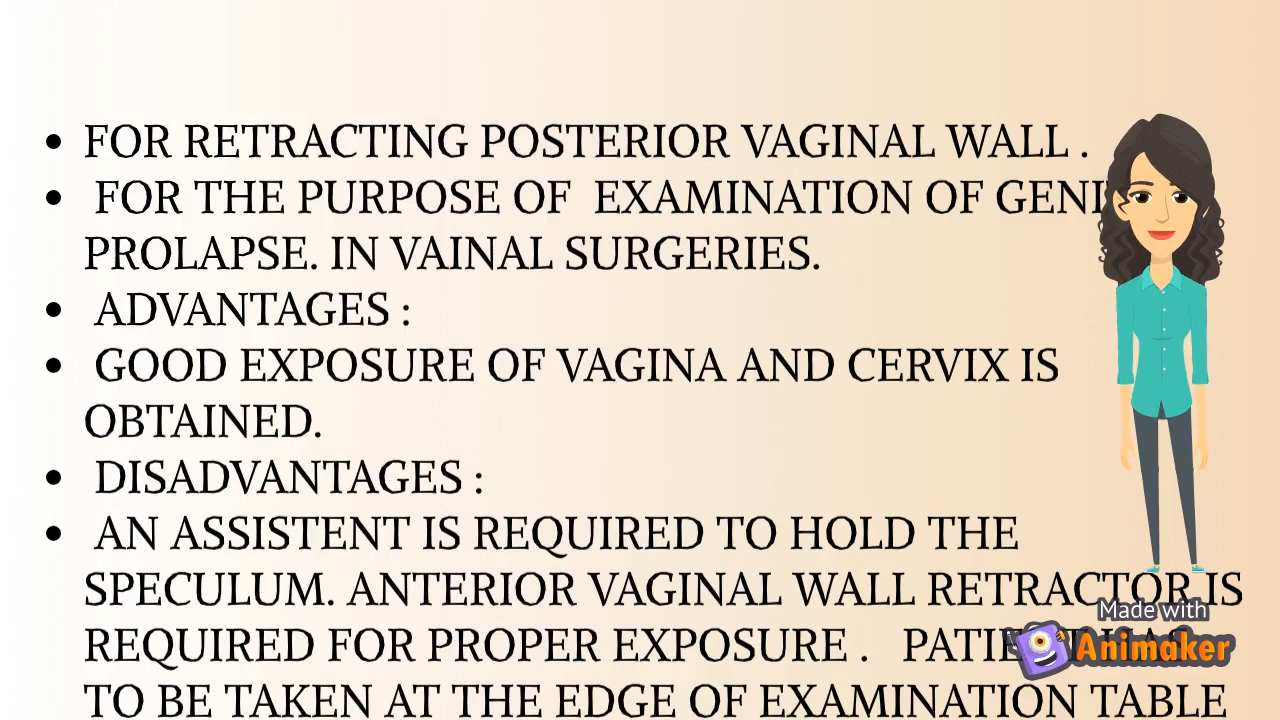 • FOR RETRACTING POSTERIOR VAGINAL WALL .
• FOR THE PURPOSE OF EXAMINATION OF
PROLAPSE. IN VAINAL SURGERIES.
• ADVANTAGES :
• GOOD EXPOSURE OF VAGINA AND CERVIX IS
OBTAINED.
• DISADVANTAGES :
• AN ASSISTENT IS REQUIRED TO HOLD THE
SPECULUM. ANTERIOR VAGINAL WALL RETRACTOR IS
Made with
REQUIRED FOR PROPER EXPOSURE .
Animaker
TO BE TAKEN AT THE EDGE OF EXAMINATION TABLE